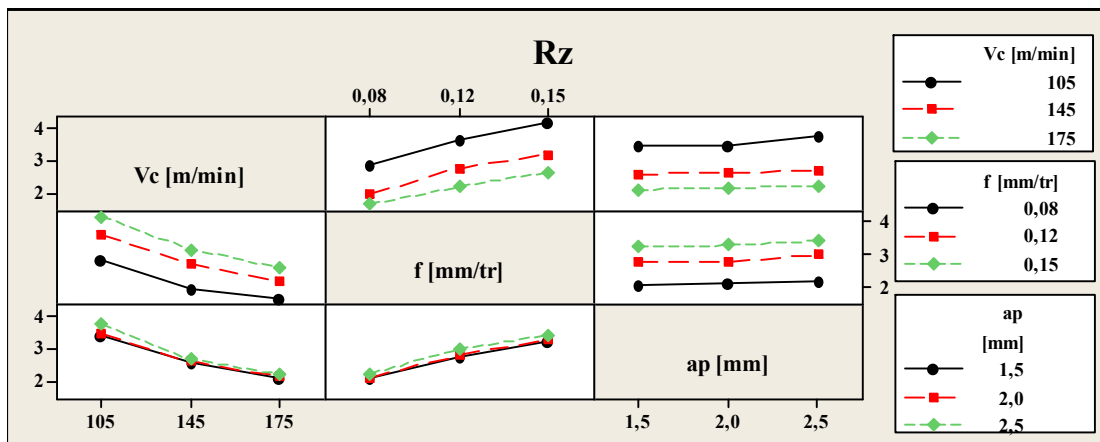 Rz
0,08 0,12 0,15
4
3
2
Vc [m/min]
f [mm/tr]
4
3
2
4
3
2
ap [mm]
105 145 175
1,5 2,0 2,5
Vc [m/min]
105
145
175
f [mm/tr]
0,08
0,12
0,15
ap
[mm]
1,5
2,0
2,5